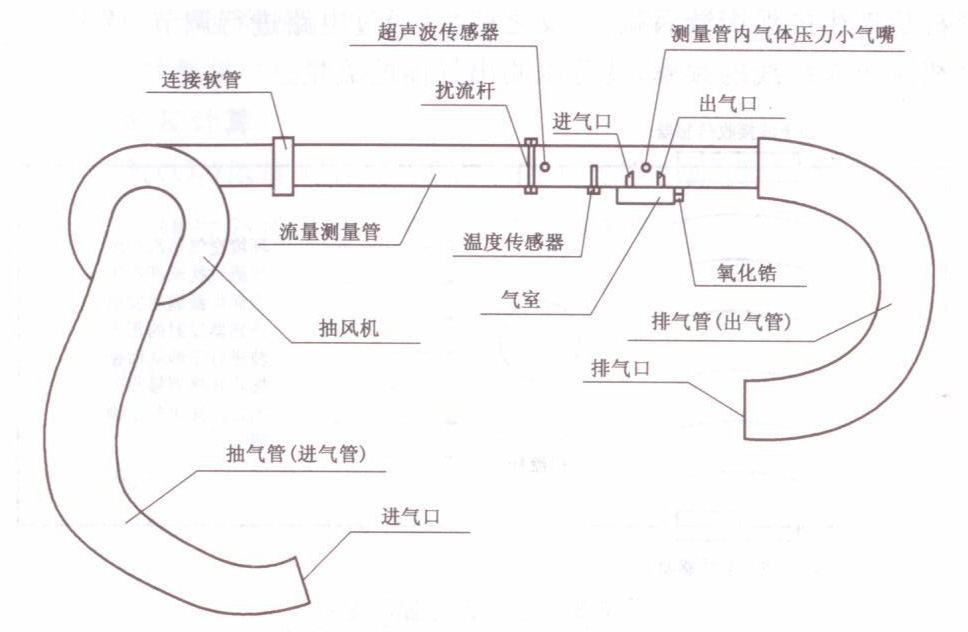 超声波传感器
测量管内气体压力小气嘴
连接软管
扰流杆
进气口
出气口
流量测量管
温度传感器
氧化锆
气室
抽风机
排气管(出气管)
排气口
抽气管(进气管)
进气口